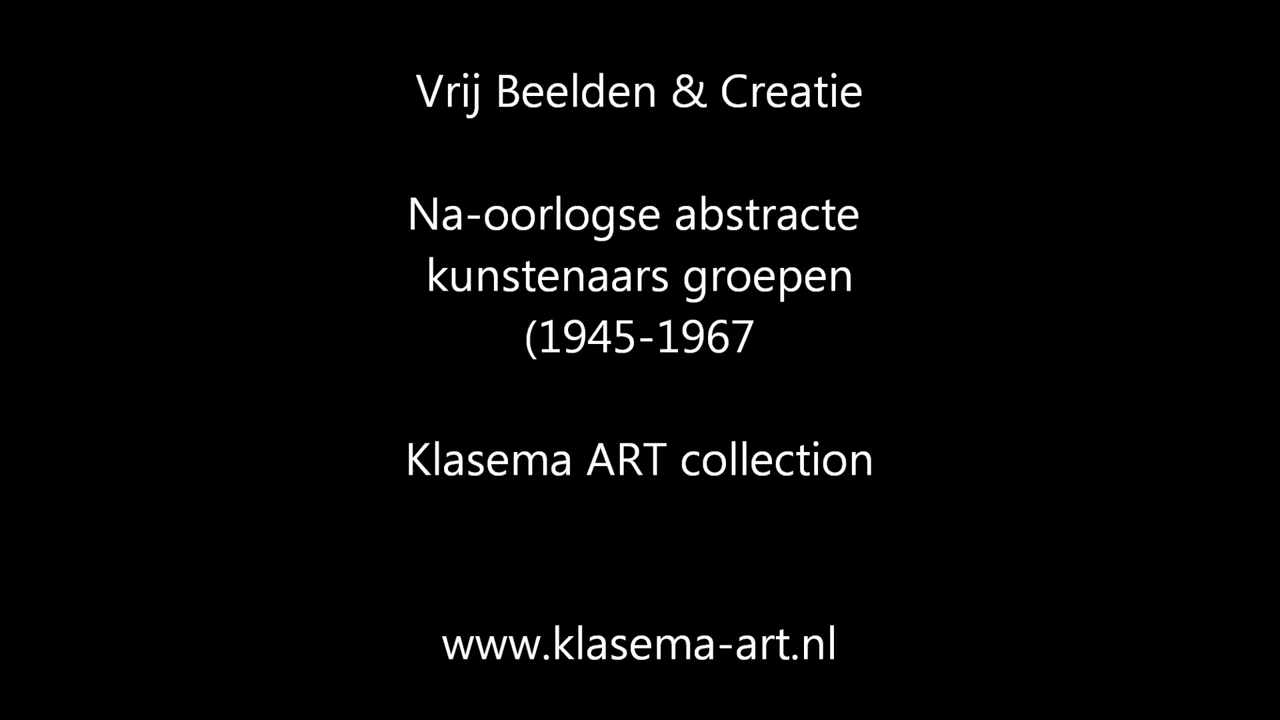 Vrij Beelden & Creatie
Na-oorlogse abstracte
kunstenaars groepen
(1945-1967
Klasema ART collection
www.klasema-art.nl